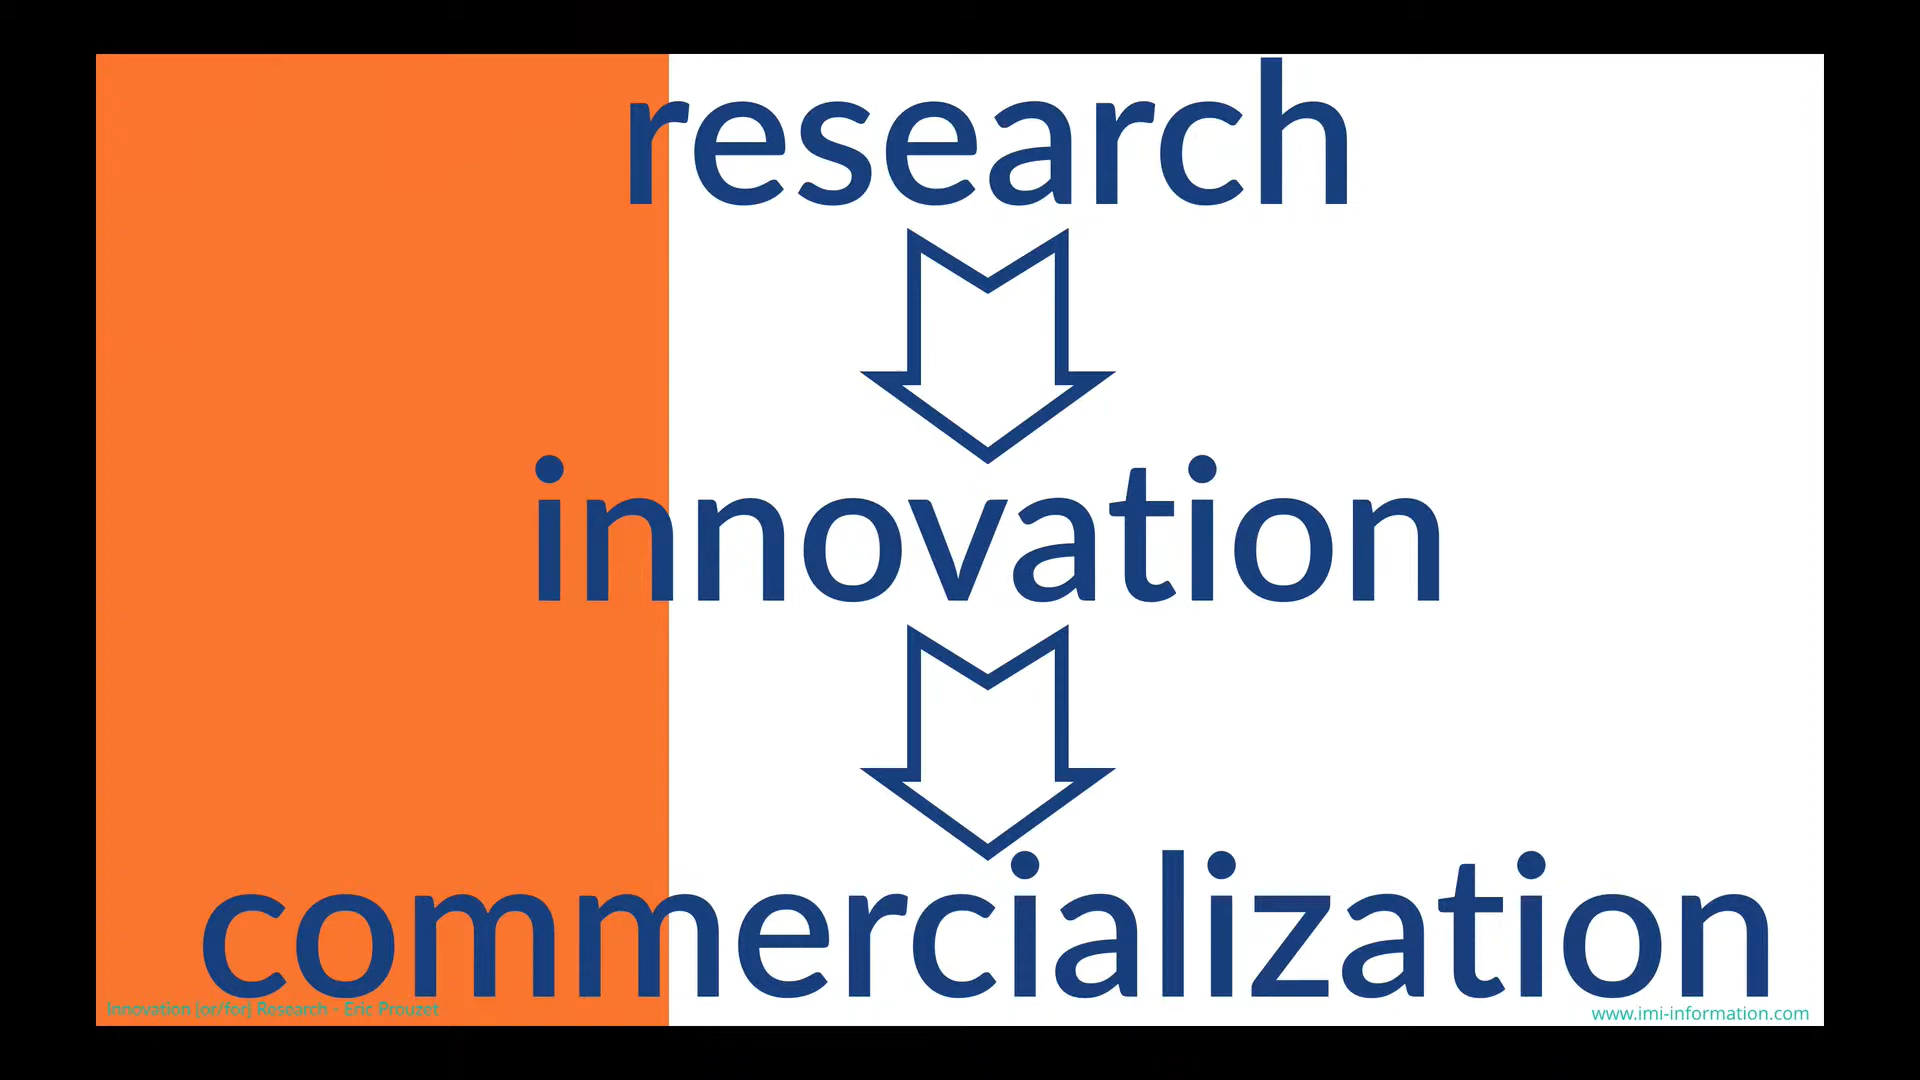 research
innovation
commercialization
Innovation [or/for] Research - Eric Prouzet
www.imi-information.com